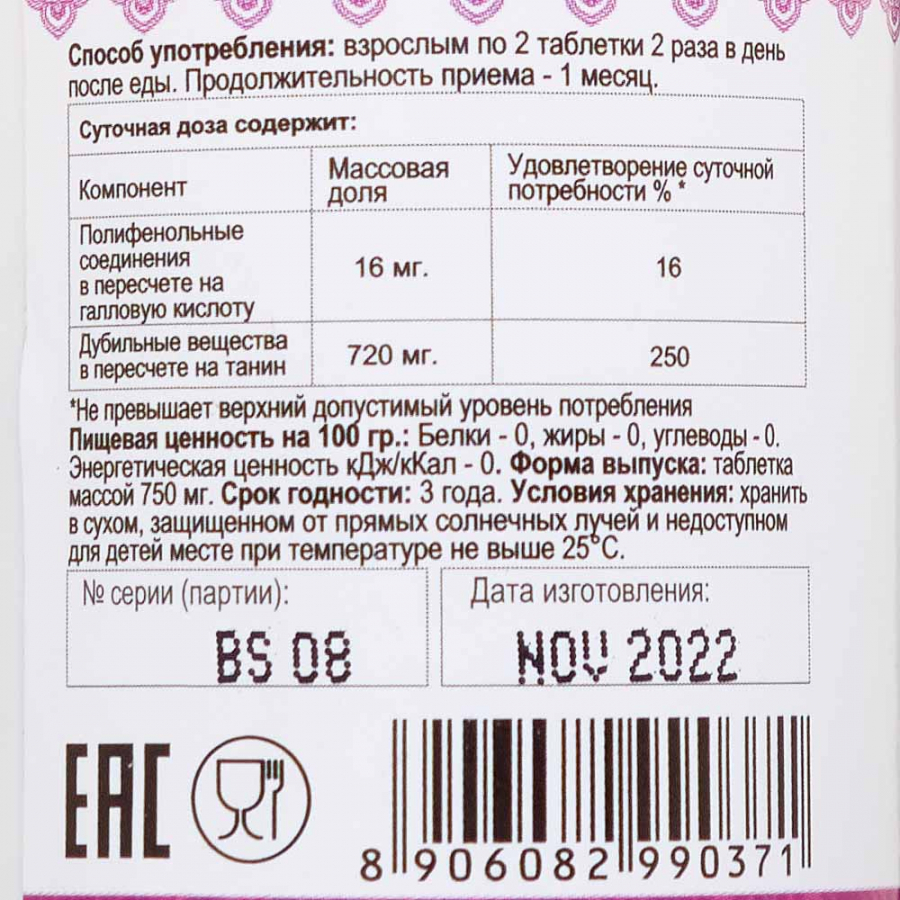 Способ употребления: взрослым по 2 таблетки 2 раза в день
после еды. Продолжительность приема - 1 месяц.
Суточная доза содержит:
Компонент
Массовая
доля
Удовлетворение суточной
потребности % *
Полифенольные
соединения
в пересчете на
галловую кислоту
16 мг.
16
Дубильные вещества
в пересчете на танин
720 мг.
250
*Не превышает верхний допустимый уровень потребления
Пищевая ценность на 100 гр.: Белки - 0, жиры - 0, углеводы - 0.
Энергетическая ценность кДж/кКал - 0. Форма выпуска: таблетка
массой 750 мг. Срок годности: 3 года. Условия хранения: хранить
в сухом, защищенном от прямых солнечных лучей и недоступном
для детей месте при температуре не выше 25°С.
№ серии (партии):
BS 08
Дата изготовления:
NOV 2022
EAC
8 906082 990371